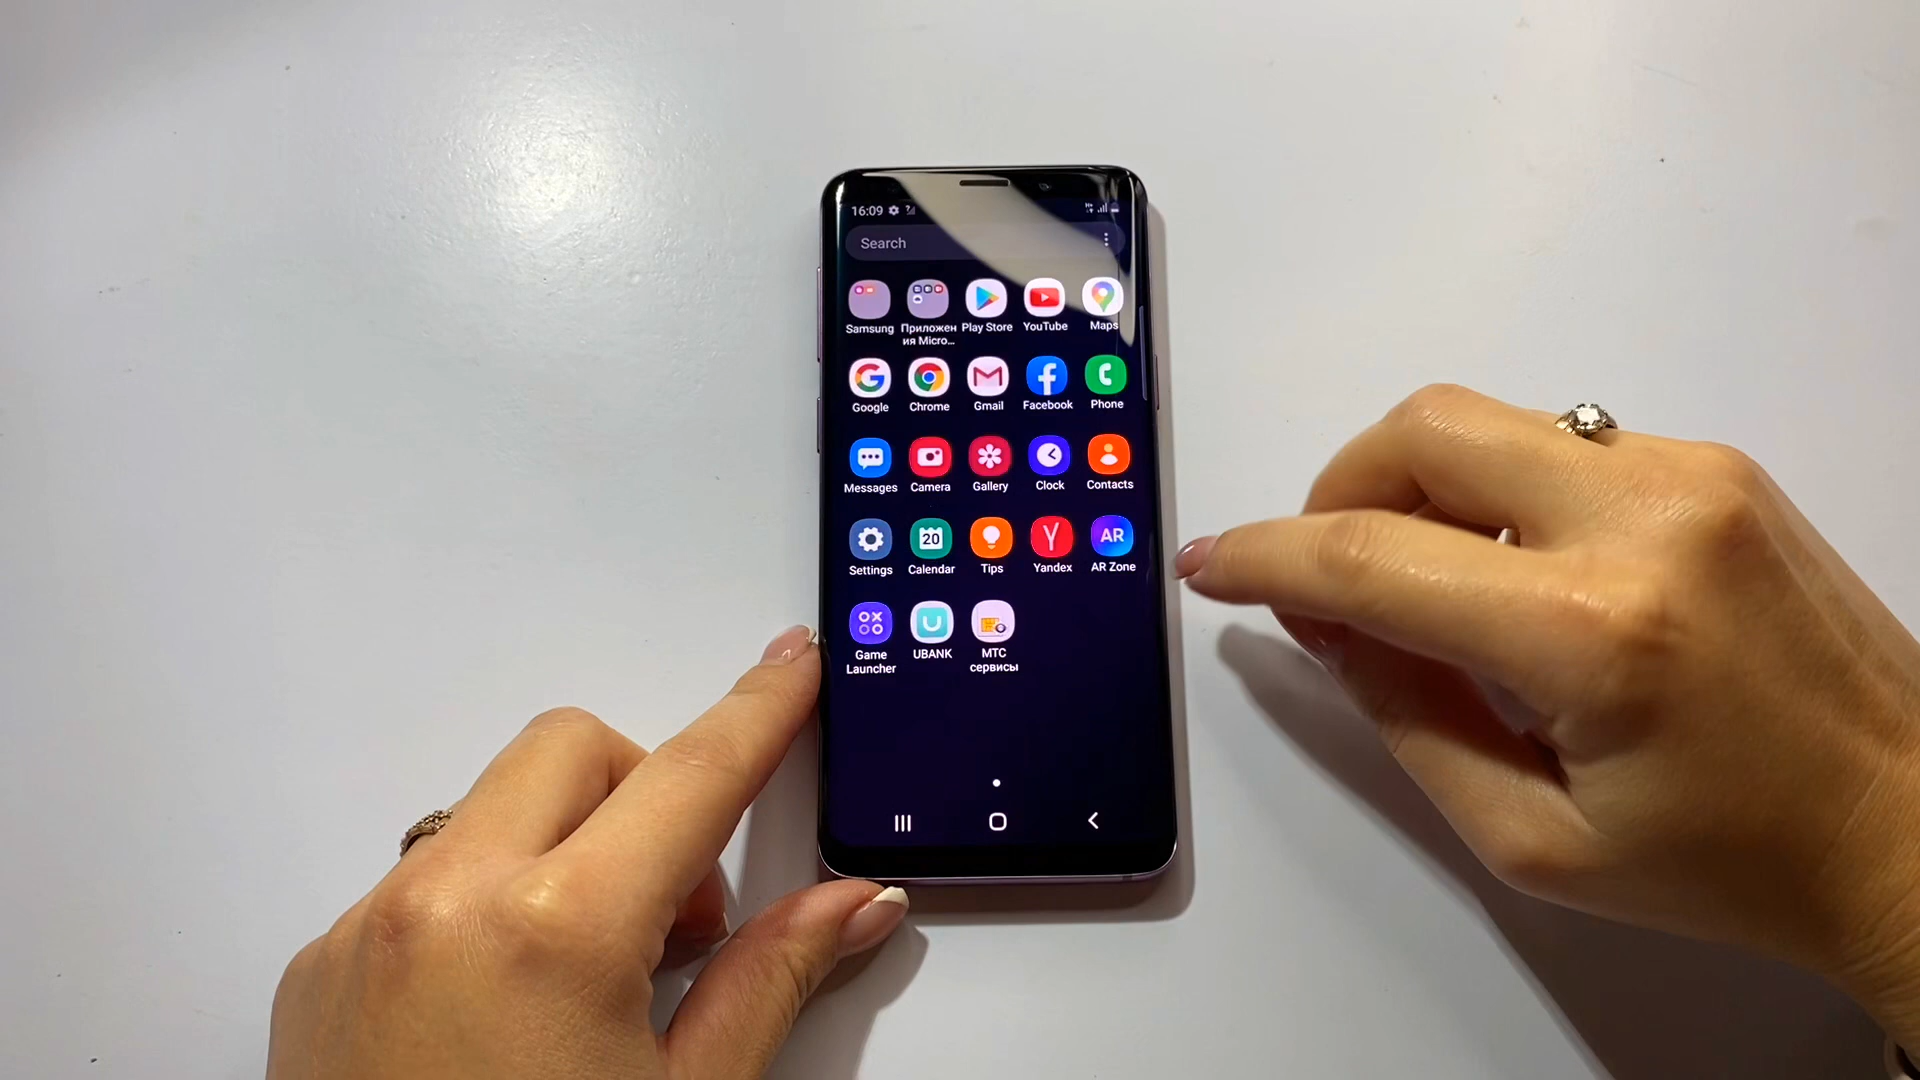 16:09
Search
Samsung Приложен Play Store YouTube Maps
ия Micro...
Google Chrome Gmail Facebook Phone
Messages Camera Gallery Clock Contacts
20 AR
Settings Calendar Tips Yandex AR Zone
Game UBANK МТС
Launcher сервисы